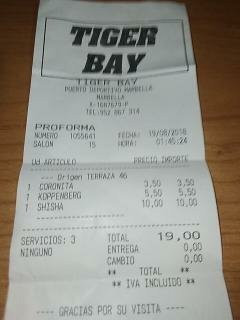 TIGER
BAY
TIGER BAY
PUERTO DEPORTIVO MARBELLA
MARBELLA
X-1687679-P
TEL:952 867 314
PROFORMA FECHA: 19/08/2018
NUMERO 1055641 HORA: 01:45:24
SALON 15
Ud ARTICULO PRECIO IMPORTE
---- Origen TERRAZA 46 ----
1 CORONITA 5,50 5,50
1 KOPPENBERG 5,50 5,50
1 SHISHA 10,00 10,00
SERVICIOS: 3 TOTAL 19,00
NINGUNO ENTREGA 0,00
CAMBIO 0,00
** TOTAL **
** IVA INCLUIDO **
---- GRACIAS POR SU VISITA ----